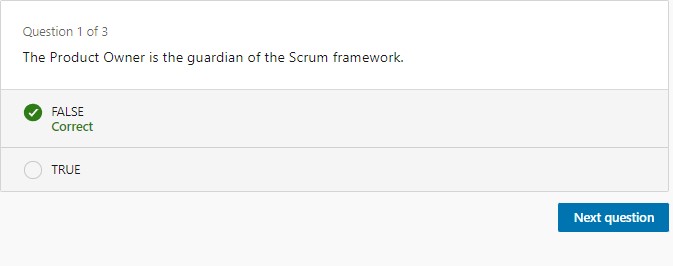 Question 1 of 3
The Product Owner is the guardian of the Scrum framework.
FALSE
Correct
TRUE
Next question